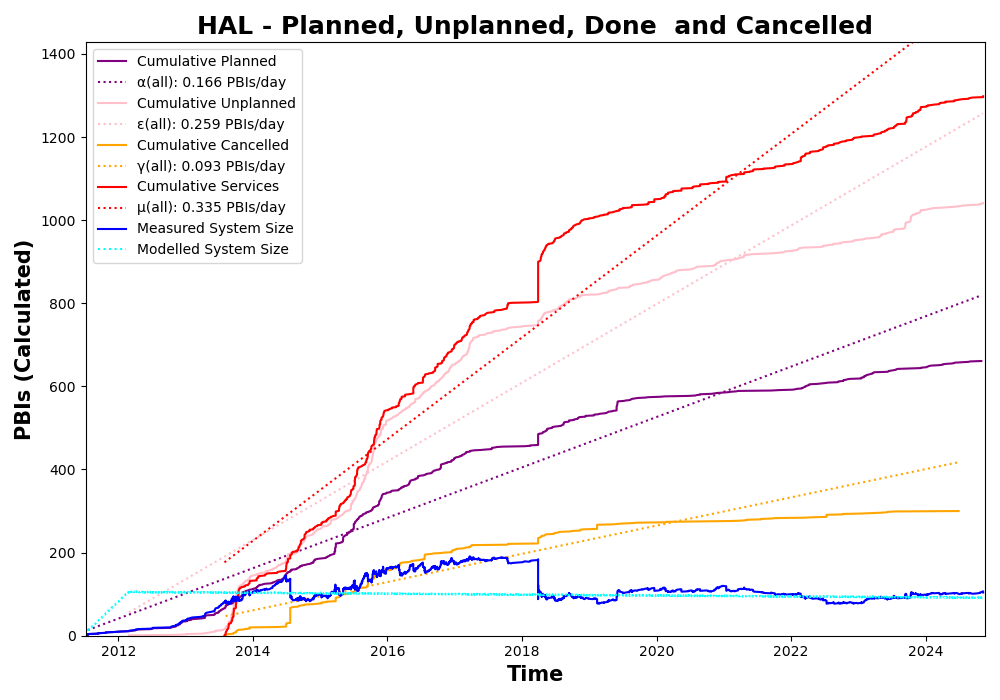 HAL - Planned, Unplanned, Done  and Cancelled
PBIs (Calculated)
1400
1200
1000
800
600
400
200
0
Cumulative Planned
α(all): 0.166 PBIs/day
Cumulative Unplanned
ε(all): 0.259 PBIs/day
Cumulative Cancelled
γ(all): 0.093 PBIs/day
Cumulative Services
μ(all): 0.335 PBIs/day
Measured System Size
Modelled System Size
2012 2014 2016 2018 2020 2022 2024
Time